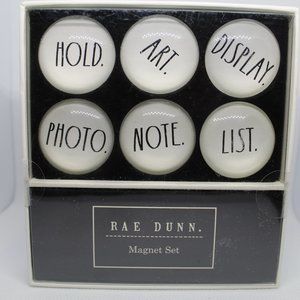 HOLD. ART. DISPLAY.
PHOTO. NOTE. LIST.
RAE DUNN.
Magnet Set